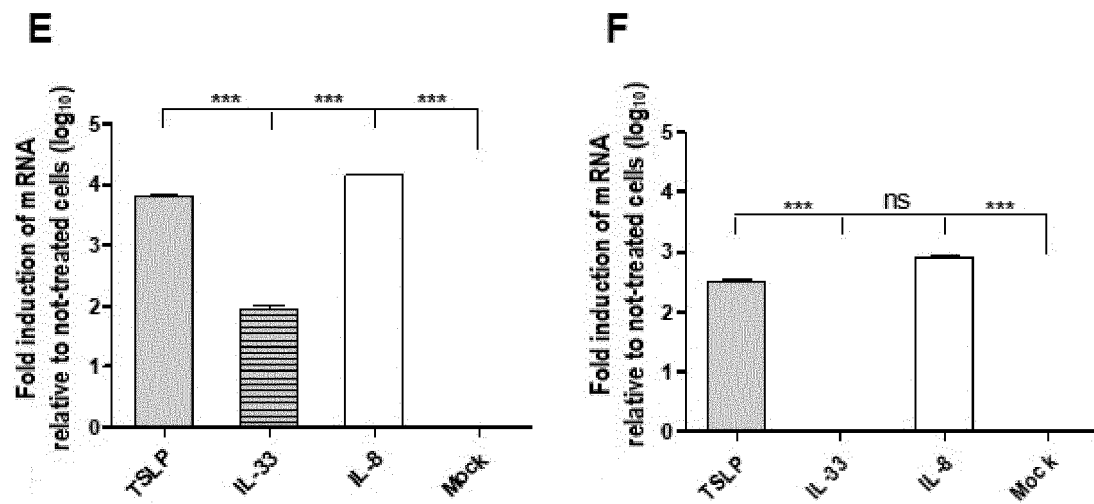 E
*** *** ***
Fold induction of mRNA
relative to not-treated cells (log10)
5
4
3
2
1
0
TSLP
IL-33
IL-8
Mock
F
*** ns ***
Fold induction of mRNA
relative to not-treated cells (log10)
5
4
3
2
1
0
TSLP
IL-33
IL-8
Mock